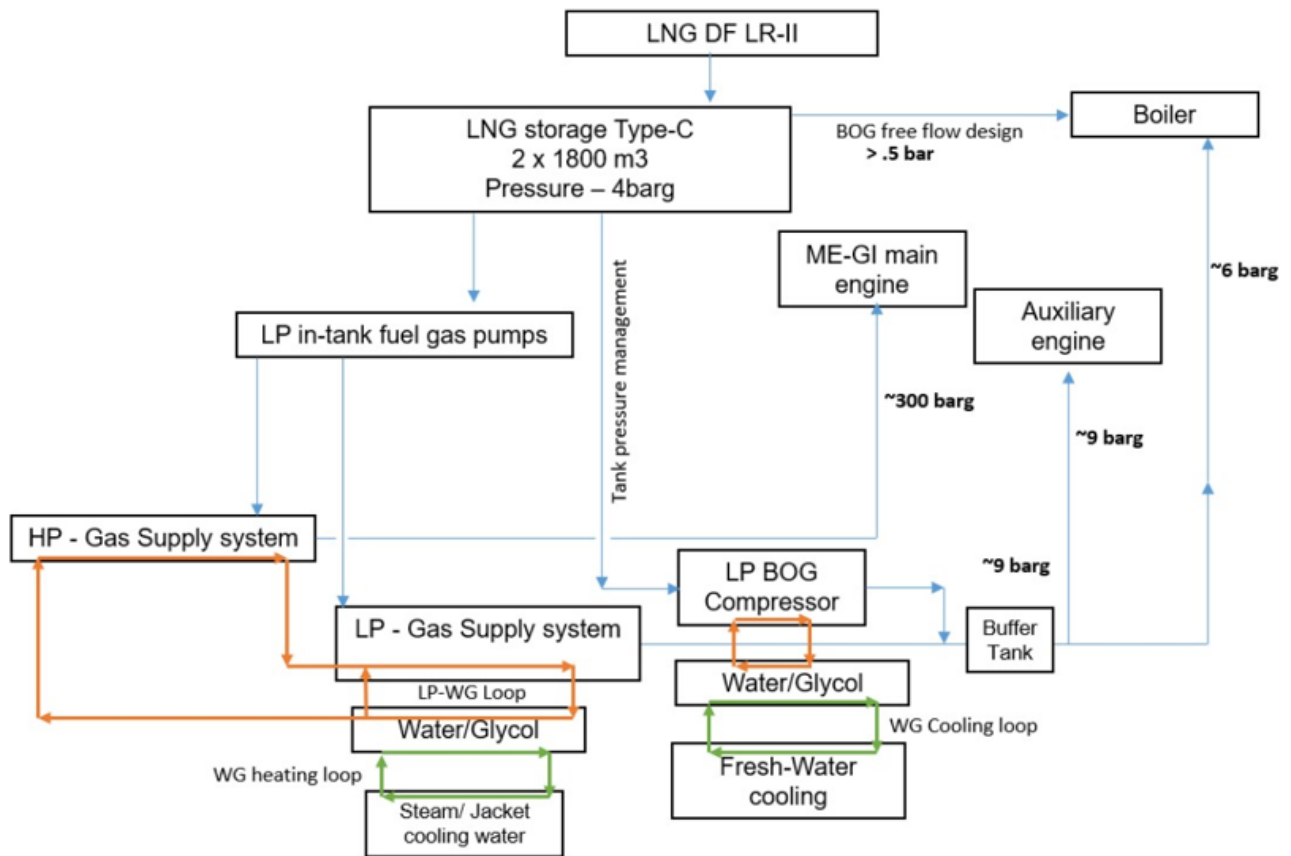 LNG DF LR-II
LNG storage Type-C
2 x 1800 m3
Pressure – 4barg
BOG free flow design
> .5 bar
Boiler
ME-GI main
engine
~6 barg
Auxiliary
engine
LP in-tank fuel gas pumps
Tank pressure management
~300 barg
~9 barg
HP - Gas Supply system
LP BOG
Compressor
~9 barg
LP - Gas Supply system
Buffer
Tank
LP-WG Loop
Water/Glycol
Water/Glycol
WG Cooling loop
WG heating loop
Fresh-Water
cooling
Steam/ Jacket
cooling water